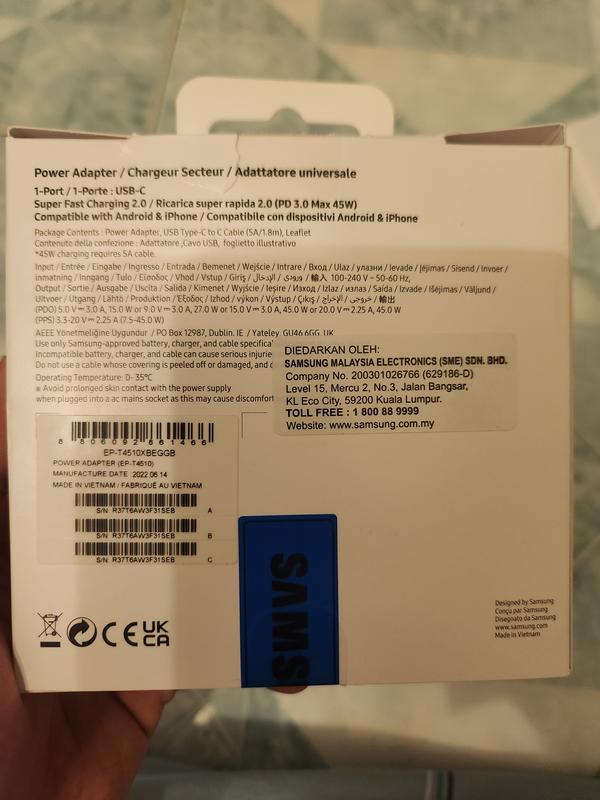 Power Adapter / Chargeur Secteur / Adattatore universale
1-Port / 1-Porte : USB-C
Super Fast Charging 2.0 / Ricarica super rapida 2.0 (PD 3.0 Max 45W)
Compatible with Android & iPhone / Compatibile con dispositivi Android & iPhone
Package Contents : Power Adapter, USB Type-C to C Cable (5A/1.8m), Leaflet
Contenuto della confezione : Adattatore ,Cavo USB, foglietto illustrativo
*45W charging requires 5A cable.
Input / Entrée / Eingabe / Ingresso / Entrada / Bemenet / Wejście / Intrare / Вход / Ulaz / улазни / Ievade / Įėjimas / Sisend / Invoer /
Inmatning / Inngang / Tulo / Είσοδος / Vhod / Vstup / Giriş / ورودی / الإدخال / 輸入 100-240 V ~ 50-60 Hz,
Output / Sortie / Ausgabe / Uscita / Salida / Kimenet / Wyjście / Ieşire / Изход / Izlaz / излаз / Saída / Izvade / Išėjimas / Väljund /
Uitvoer / Utgang / Lähtö / Produktion / Έξοδος / Izhod / výkon / Výstup / Çıkış / خروجی / الإخراج / 輸出
(PDO) 5.0 V ⎓ 3.0 A, 15.0 W or 9.0 V ⎓ 3.0 A, 27.0 W or 15.0 V ⎓ 3.0 A, 45.0 W or 20.0 V ⎓ 2.25 A, 45.0 W
(PPS) 3.3-20 V ⎓ 2.25 A (7.5-45.0 W)
AEEE Yönetmeliğine Uygundur / PO Box 12987, Dublin. IE / Yateley. GU46 6GG. UK
Use only Samsung-approved battery, charger, and cable specifica
Incompatible battery, charger, and cable can cause serious injurie
Do not use a cable whose covering is peeled off or damaged, and
Operating Temperature: 0- 35℃
※ Avoid prolonged skin contact with the power supply
when plugged into a ac mains socket as this may cause discomfort
DIEDARKAN OLEH:
SAMSUNG MALAYSIA ELECTRONICS (SME) SDN. BHD.
Company No. 200301026766 (629186-D)
Level 15, Mercu 2, No.3, Jalan Bangsar,
KL Eco City, 59200 Kuala Lumpur.
TOLL FREE : 1 800 88 9999
Website: www.samsung.com.my
8 806092 861466
EP-T4510XBEGGB
POWER ADAPTER (EP-T4510)
MANUFACTURE DATE :2022.06.14
MADE IN VIETNAM / FABRIQUÉ AU VIETNAM
S/N: R37T6AW3F31SEB A
S/N: R37T6AW3F31SEB B
S/N: R37T6AW3F31SEB C
SAMS
CE UK
CA
Designed by Samsung
Conçu par Samsung
Disegnato da Samsung
www.samsung.com
Made in Vietnam